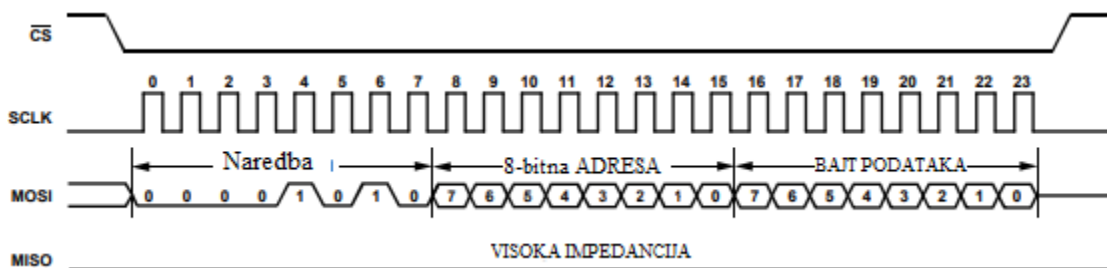 CS
0 1 2 3 4 5 6 7 8 9 10 11 12 13 14 15 16 17 18 19 20 21 22 23
SCLK
Naredba 8-bitna ADRESA BAJT PODATAKA
MOSI 0 0 0 0 1 0 1 0 7 6 5 4 3 2 1 0 7 6 5 4 3 2 1 0
VISOKA IMPEDANCIJA
MISO